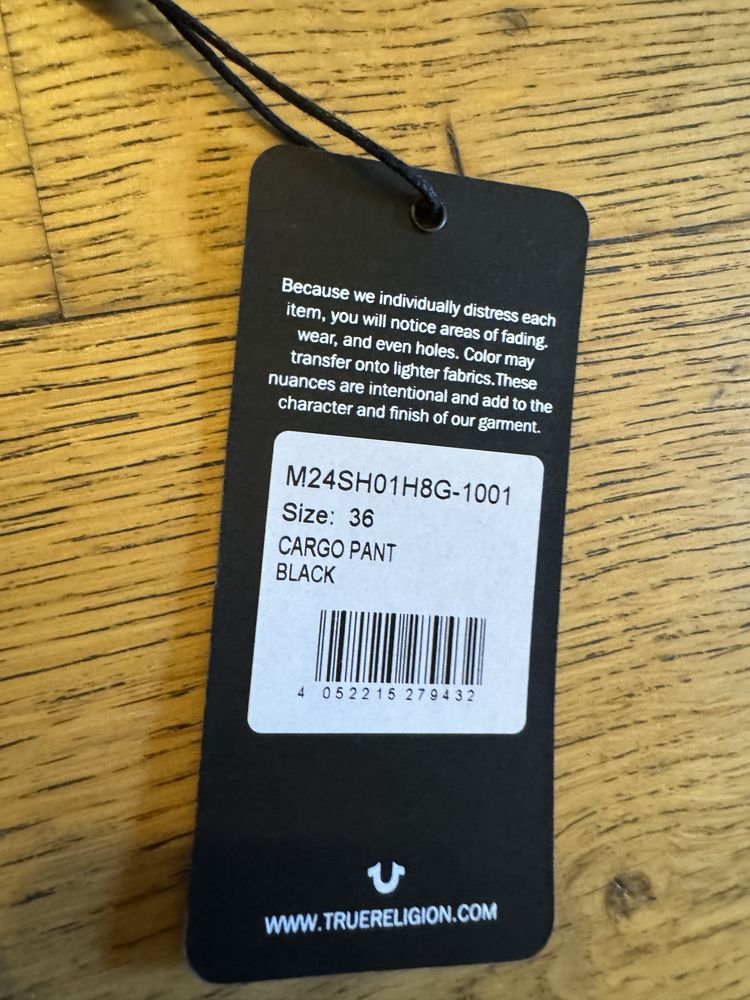 Because we individually distress each
item, you will notice areas of fading.
wear, and even holes. Color may
transfer onto lighter fabrics.These
nuances are intentional and add to the
character and finish of our garment.
M24SH01H8G-1001
Size: 36
CARGO PANT
BLACK
4 052215 279432
WWW.TRUERELIGION.COM